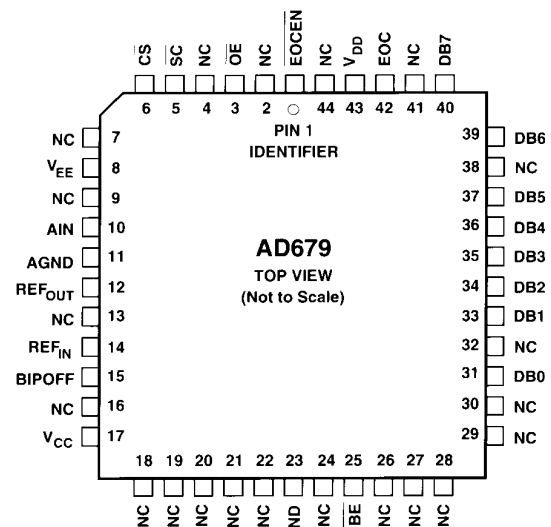 CS SC NC OE NC EOCEN NC VDD EOC NC DB7
6 5 4 3 2 44 43 42 41 40
PIN 1
IDENTIFIER
NC 7
VEE 8
NC 9
AIN 10
AGND 11
REFOUT 12
NC 13
REFIN 14
BIPOFF 15
NC 16
VCC 17
AD679
TOP VIEW
(Not to Scale)
39 DB6
38 NC
37 DB5
36 DB4
35 DB3
34 DB2
33 DB1
32 NC
31 DB0
30 NC
29 NC
18 19 20 21 22 23 24 25 26 27 28
NC NC NC NC NC ND NC BE NC NC NC